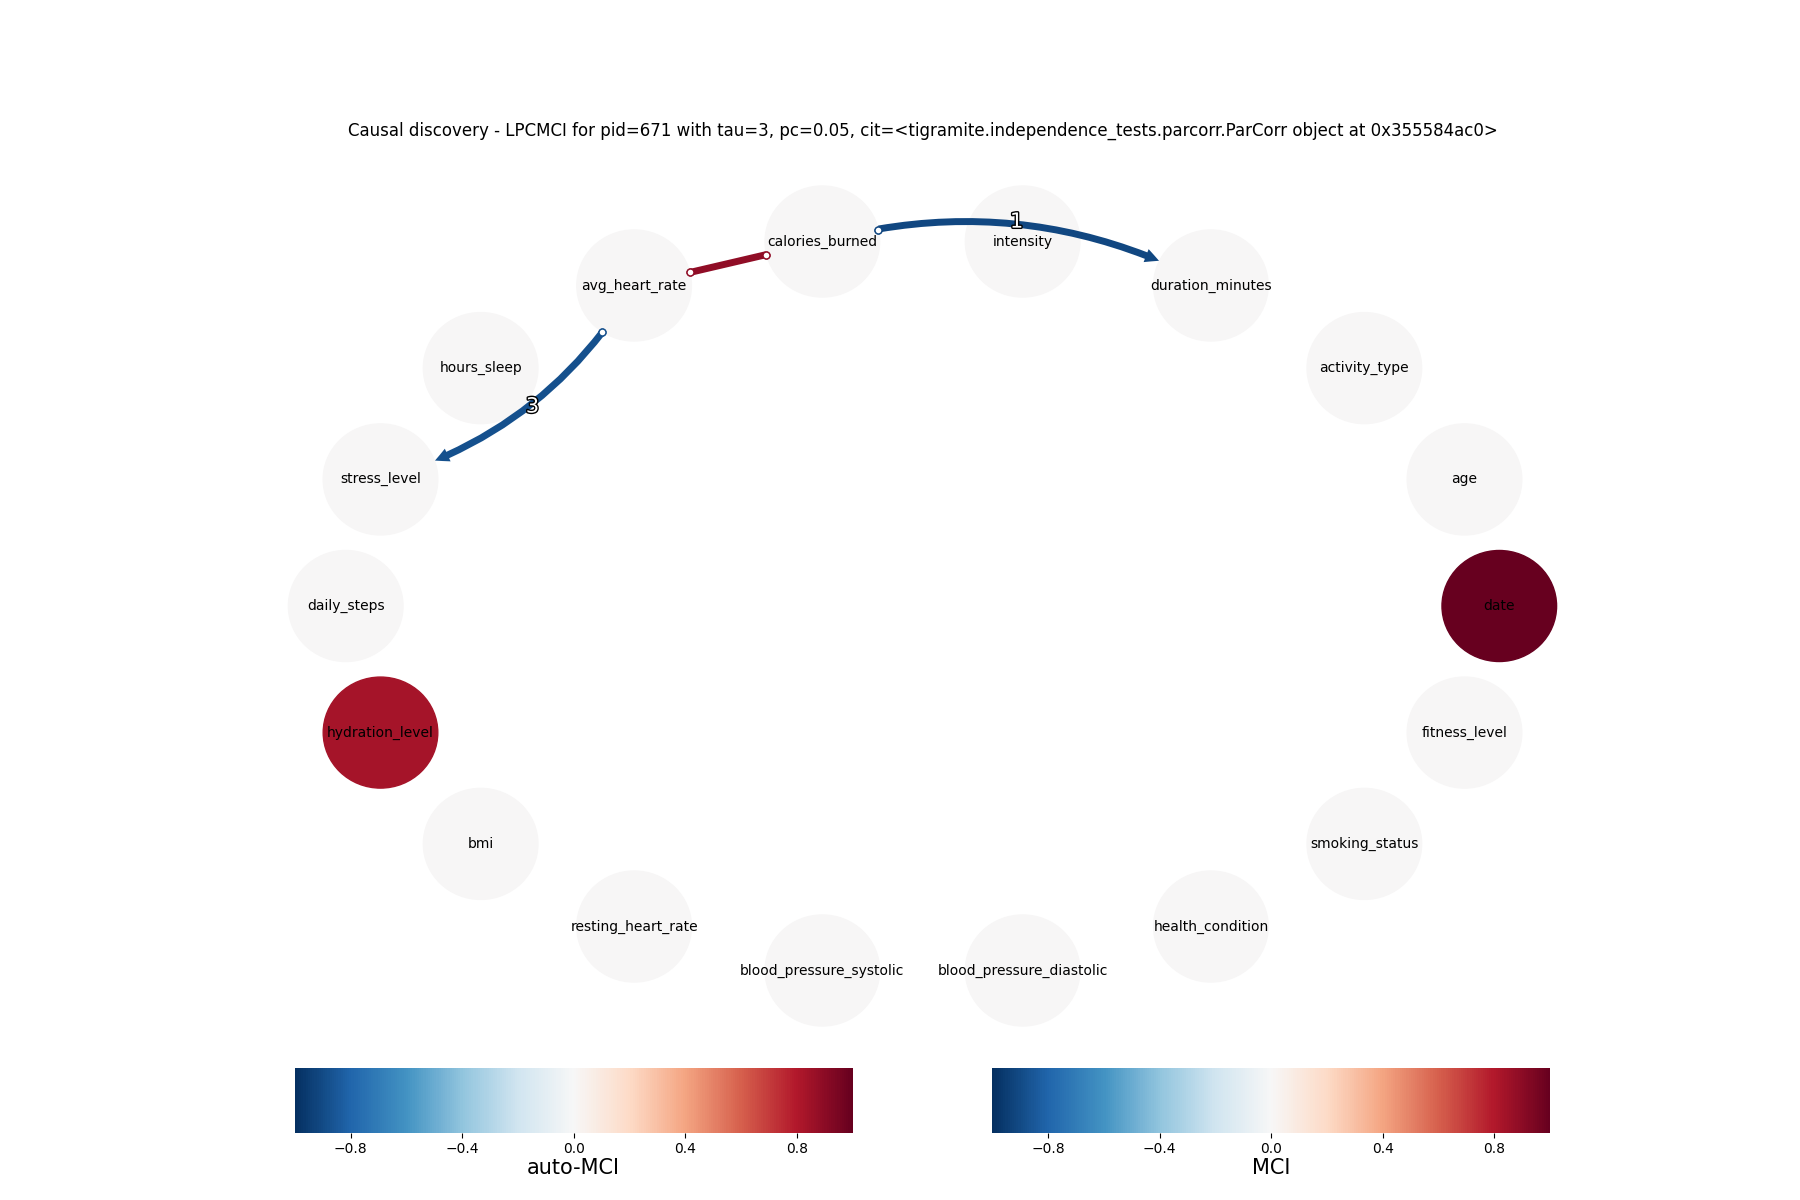 Causal discovery - LPCMCI for pid=671 with tau=3, pc=0.05, cit=<tigramite.independence_tests.parcorr.ParCorr object at 0x355584ac0>
1
calories_burned
intensity
avg_heart_rate
duration_minutes
hours_sleep
activity_type
3
stress_level
age
daily_steps
date
hydration_level
fitness_level
bmi
smoking_status
resting_heart_rate
health_condition
blood_pressure_systolic
blood_pressure_diastolic
−0.8 −0.4 0.0 0.4 0.8
auto-MCI
−0.8 −0.4 0.0 0.4 0.8
MCI